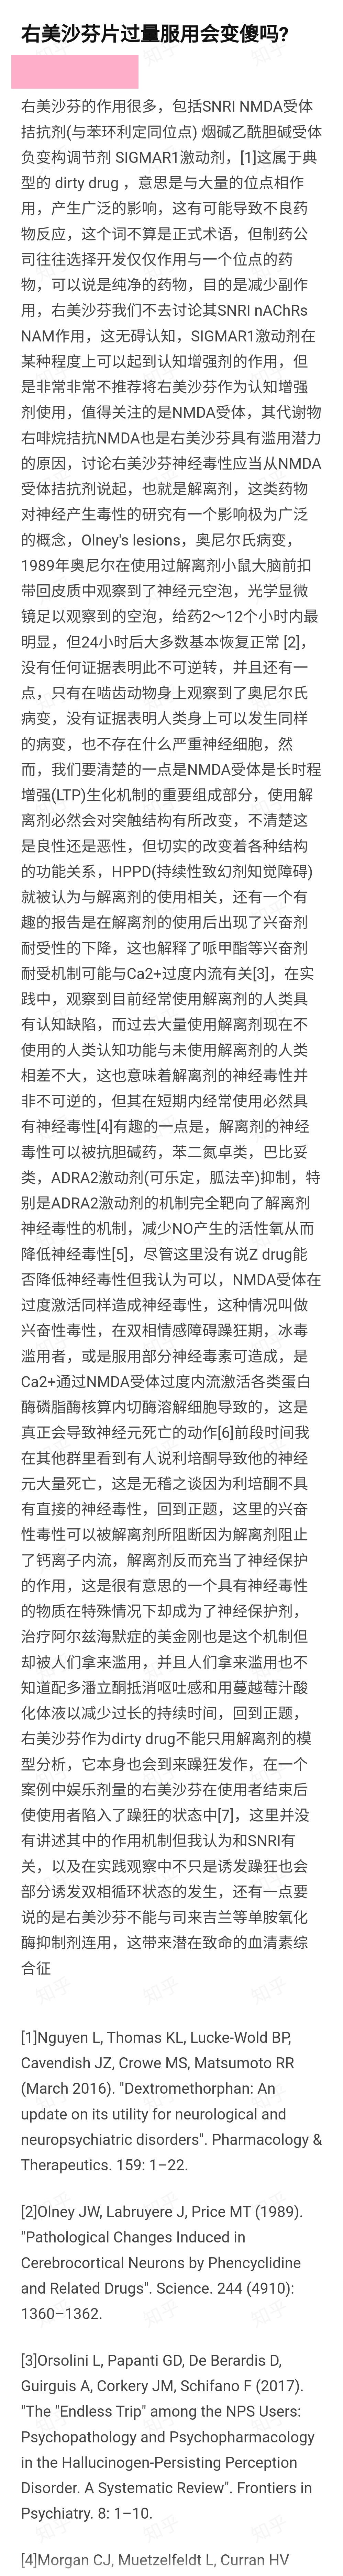 右美沙芬片过量服用会变傻吗?
右美沙芬的作用很多，包括SNRI NMDA受体
拮抗剂(与苯环利定同位点) 烟碱乙酰胆碱受体
负变构调节剂 SIGMAR1激动剂，[1]这属于典
型的 dirty drug ，意思是与大量的位点相作
用，产生广泛的影响，这有可能导致不良药
物反应，这个词不算是正式术语，但制药公
司往往选择开发仅仅作用与一个位点的药
物，可以说是纯净的药物，目的是减少副作
用，右美沙芬我们不去讨论其SNRI nAChRs
NAM作用，这无碍认知，SIGMAR1激动剂在
某种程度上可以起到认知增强剂的作用，但
是非常非常不推荐将右美沙芬作为认知增强
剂使用，值得关注的是NMDA受体，其代谢物
右啡烷拮抗NMDA也是右美沙芬具有滥用潜力
的原因，讨论右美沙芬神经毒性应当从NMDA
受体拮抗剂说起，也就是解离剂，这类药物
对神经产生毒性的研究有一个影响极为广泛
的概念，Olney's lesions，奥尼尔氏病变，
1989年奥尼尔在使用过解离剂小鼠大脑前扣
带回皮质中观察到了神经元空泡，光学显微
镜足以观察到的空泡，给药2～12个小时内最
明显，但24小时后大多数基本恢复正常 [2]，
没有任何证据表明此不可逆转，并且还有一
点，只有在啮齿动物身上观察到了奥尼尔氏
病变，没有证据表明人类身上可以发生同样
的病变，也不存在什么严重神经细胞，然
而，我们要清楚的一点是NMDA受体是长时程
增强(LTP)生化机制的重要组成部分，使用解
离剂必然会对突触结构有所改变，不清楚这
是良性还是恶性，但切实的改变着各种结构
的功能关系，HPPD(持续性致幻剂知觉障碍)
就被认为与解离剂的使用相关，还有一个有
趣的报告是在解离剂的使用后出现了兴奋剂
耐受性的下降，这也解释了哌甲酯等兴奋剂
耐受机制可能与Ca2+过度内流有关[3]，在实
践中，观察到目前经常使用解离剂的人类具
有认知缺陷，而过去大量使用解离剂现在不
使用的人类认知功能与未使用解离剂的人类
相差不大，这也意味着解离剂的神经毒性并
非不可逆的，但其在短期内经常使用必然具
有神经毒性[4]有趣的一点是，解离剂的神经
毒性可以被抗胆碱药，苯二氮卓类，巴比妥
类，ADRA2激动剂(可乐定，胍法辛)抑制，特
别是ADRA2激动剂的机制完全靶向了解离剂
神经毒性的机制，减少NO产生的活性氧从而
降低神经毒性[5]，尽管这里没有说Z drug能
否降低神经毒性但我认为可以，NMDA受体在
过度激活同样造成神经毒性，这种情况叫做
兴奋性毒性，在双相情感障碍躁狂期，冰毒
滥用者，或是服用部分神经毒素可造成，是
Ca2+通过NMDA受体过度内流激活各类蛋白
酶磷脂酶核算内切酶溶解细胞导致的，这是
真正会导致神经元死亡的动作[6]前段时间我
在其他群里看到有人说利培酮导致他的神经
元大量死亡，这是无稽之谈因为利培酮不具
有直接的神经毒性，回到正题，这里的兴奋
性毒性可以被解离剂所阻断因为解离剂阻止
了钙离子内流，解离剂反而充当了神经保护
的作用，这是很有意思的一个具有神经毒性
的物质在特殊情况下却成为了神经保护剂，
治疗阿尔兹海默症的美金刚也是这个机制但
却被人们拿来滥用，并且人们拿来滥用也不
知道配多潘立酮抵消呕吐感和用蔓越莓汁酸
化体液以减少过长的持续时间，回到正题，
右美沙芬作为dirty drug不能只用解离剂的模
型分析，它本身也会到来躁狂发作，在一个
案例中娱乐剂量的右美沙芬在使用者结束后
使使用者陷入了躁狂的状态中[7]，这里并没
有讲述其中的作用机制但我认为和SNRI有
关，以及在实践观察中不只是诱发躁狂也会
部分诱发双相循环状态的发生，还有一点要
说的是右美沙芬不能与司来吉兰等单胺氧化
酶抑制剂连用，这带来潜在致命的血清素综
合征
[1]Nguyen L, Thomas KL, Lucke-Wold BP,
Cavendish JZ, Crowe MS, Matsumoto RR
(March 2016). "Dextromethorphan: An
update on its utility for neurological and
neuropsychiatric disorders". Pharmacology &
Therapeutics. 159: 1–22.
[2]Olney JW, Labruyere J, Price MT (1989).
"Pathological Changes Induced in
Cerebrocortical Neurons by Phencyclidine
and Related Drugs". Science. 244 (4910):
1360–1362.
[3]Orsolini L, Papanti GD, De Berardis D,
Guirguis A, Corkery JM, Schifano F (2017).
"The "Endless Trip" among the NPS Users:
Psychopathology and Psychopharmacology
in the Hallucinogen-Persisting Perception
Disorder. A Systematic Review". Frontiers in
Psychiatry. 8: 1–10.
[4]Morgan CJ, Muetzelfeldt L, Curran HV